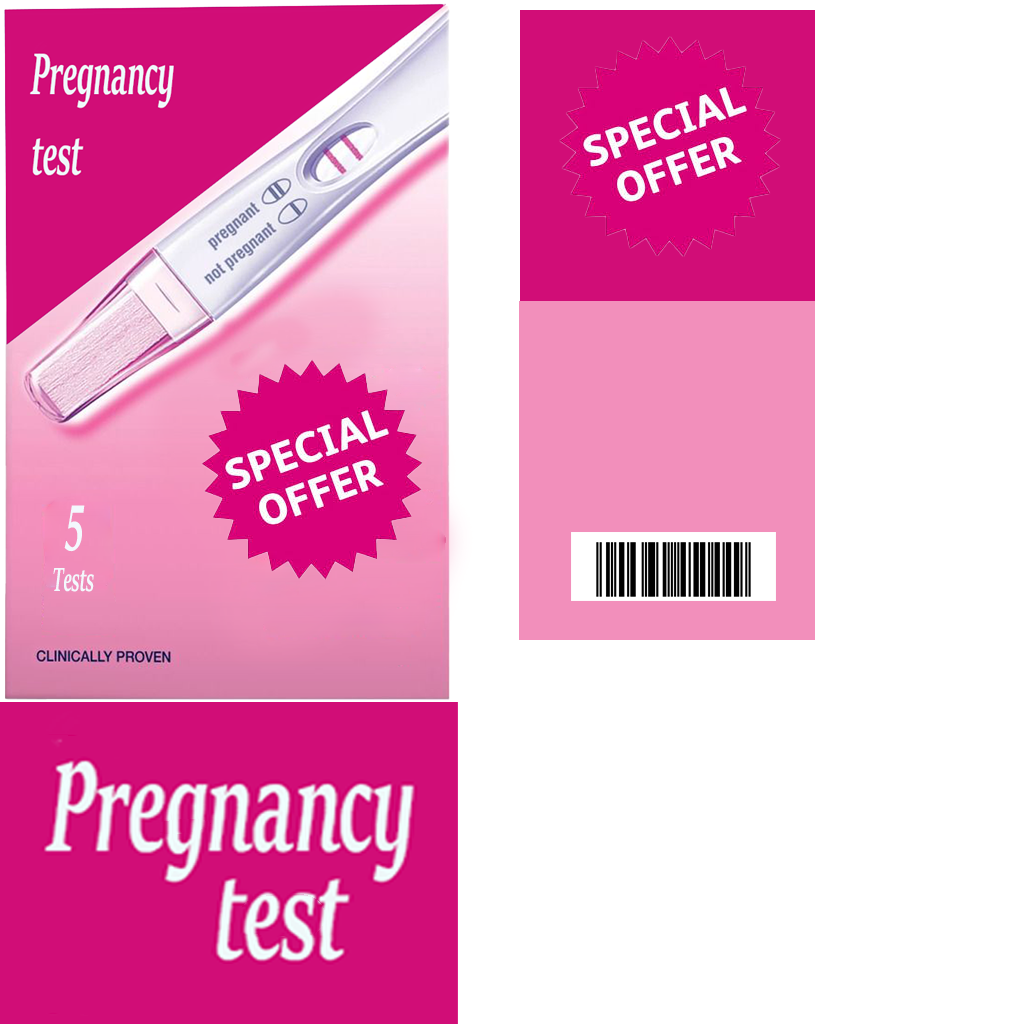 Pregnancy
test
pregnant
not pregnant
SPECIAL
OFFER
5
Tests
CLINICALLY PROVEN
SPECIAL
OFFER
Pregnancy
test